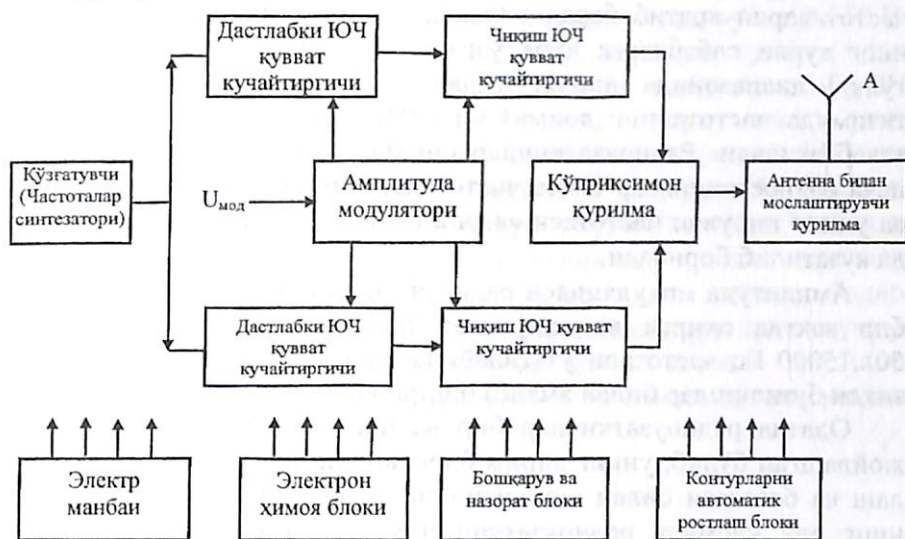 Дастлабки ЮЧ
қувват
кучайтиргичи
Чиқиш ЮЧ
қувват
кучайтиргичи
А
Қўзғатувчи
(Частоталар
синтезатори)
Uмод
Амплитуда
модулятори
Кўприксимон
қурилма
Антенна билан
мослаштирувчи
қурилма
Дастлабки ЮЧ
қувват
кучайтиргичи
Чиқиш ЮЧ қувват
кучайтиргичи
Электр
манбаи
Электрон
ҳимоя блоки
Бошқарув ва
назорат блоки
Контурларни
автоматик
ростлаш блоки